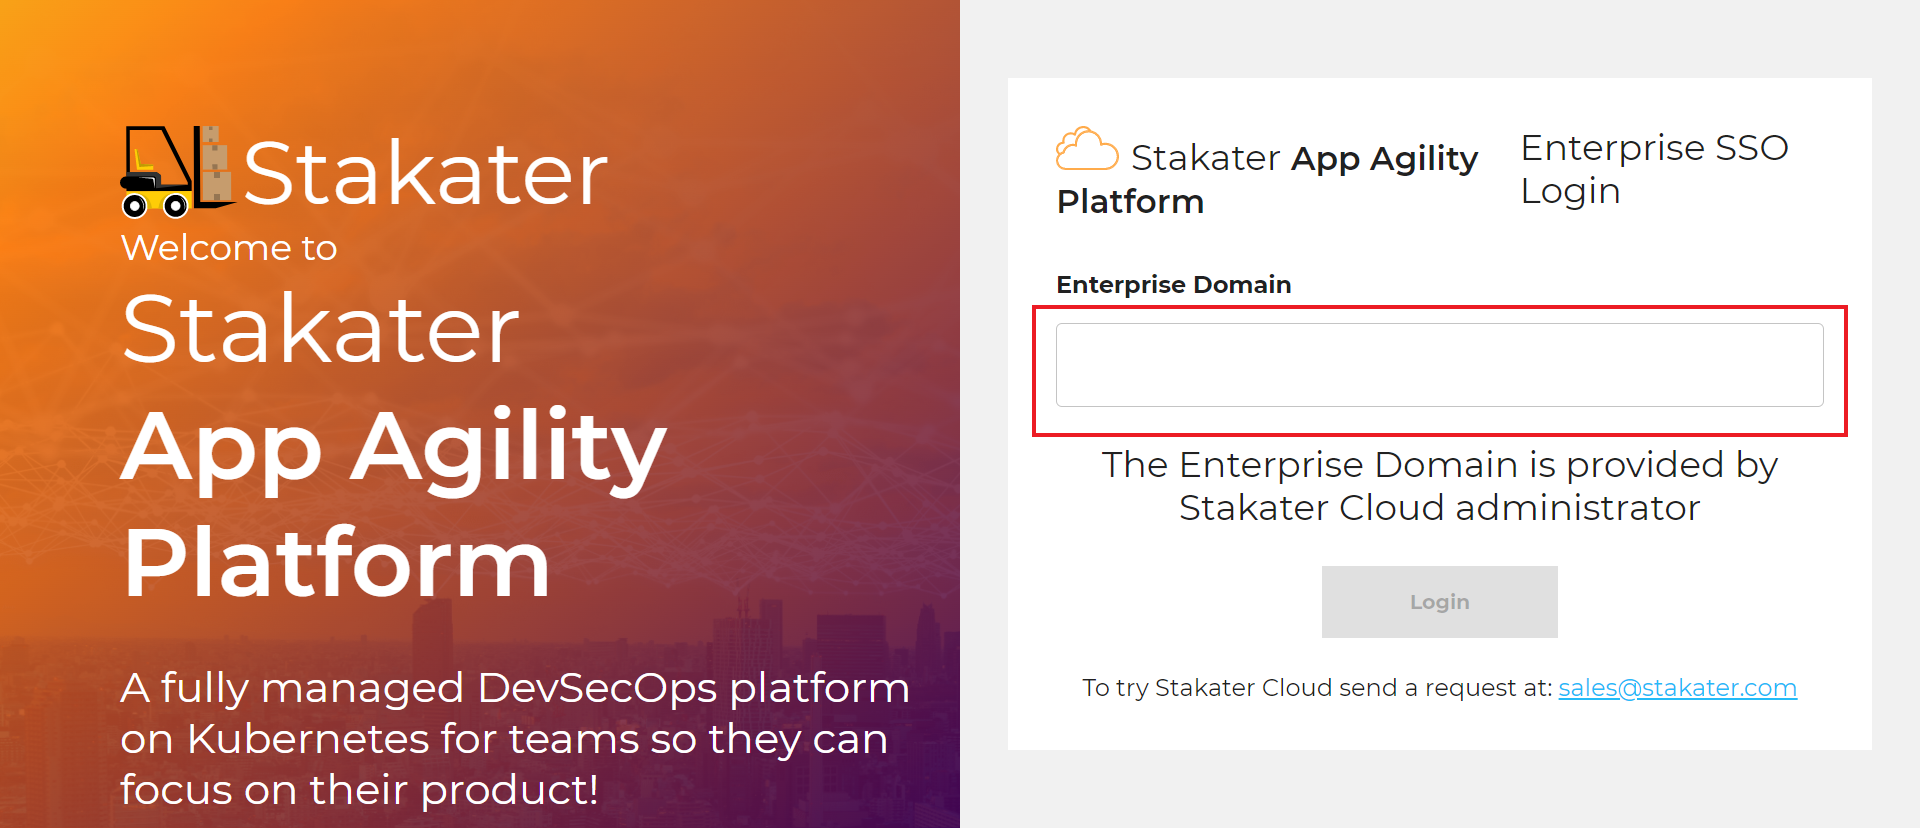 Stakater
Welcome to
Stakater
App Agility
Platform
A fully managed DevSecOps platform
on Kubernetes for teams so they can
focus on their product!
Stakater App Agility
Platform
Enterprise SSO
Login
Enterprise Domain
The Enterprise Domain is provided by
Stakater Cloud administrator
Login
To try Stakater Cloud send a request at: sales@stakater.com